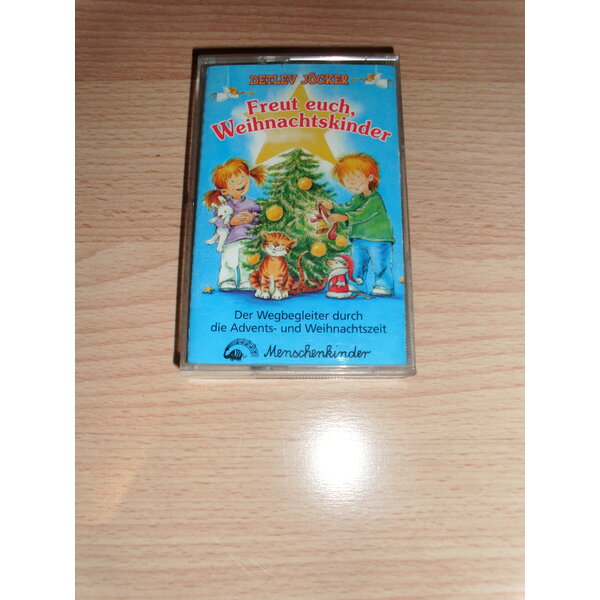 DETLEV JÖCKER
Freut euch,
Weihnachtskinder
Der Wegbegleiter durch
die Advents- und Weihnachtszeit
Menschenkinder